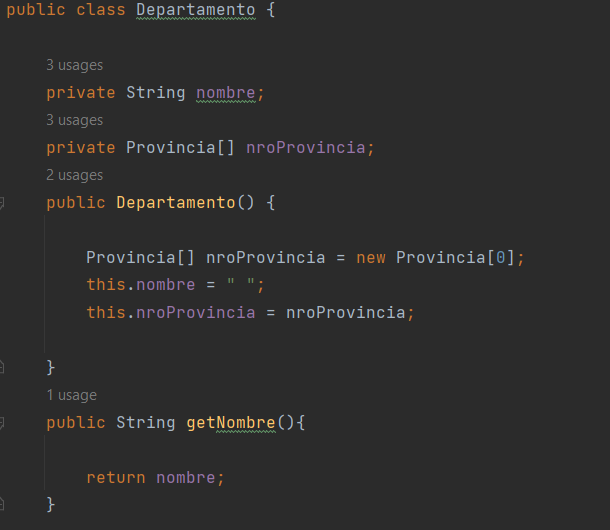 public class Departamento {
3 usages
private String nombre;
3 usages
private Provincia[] nroProvincia;
2 usages
public Departamento() {
Provincia[] nroProvincia = new Provincia[0];
this.nombre = " ";
this.nroProvincia = nroProvincia;
}
1 usage
public String getNombre(){
return nombre;
}